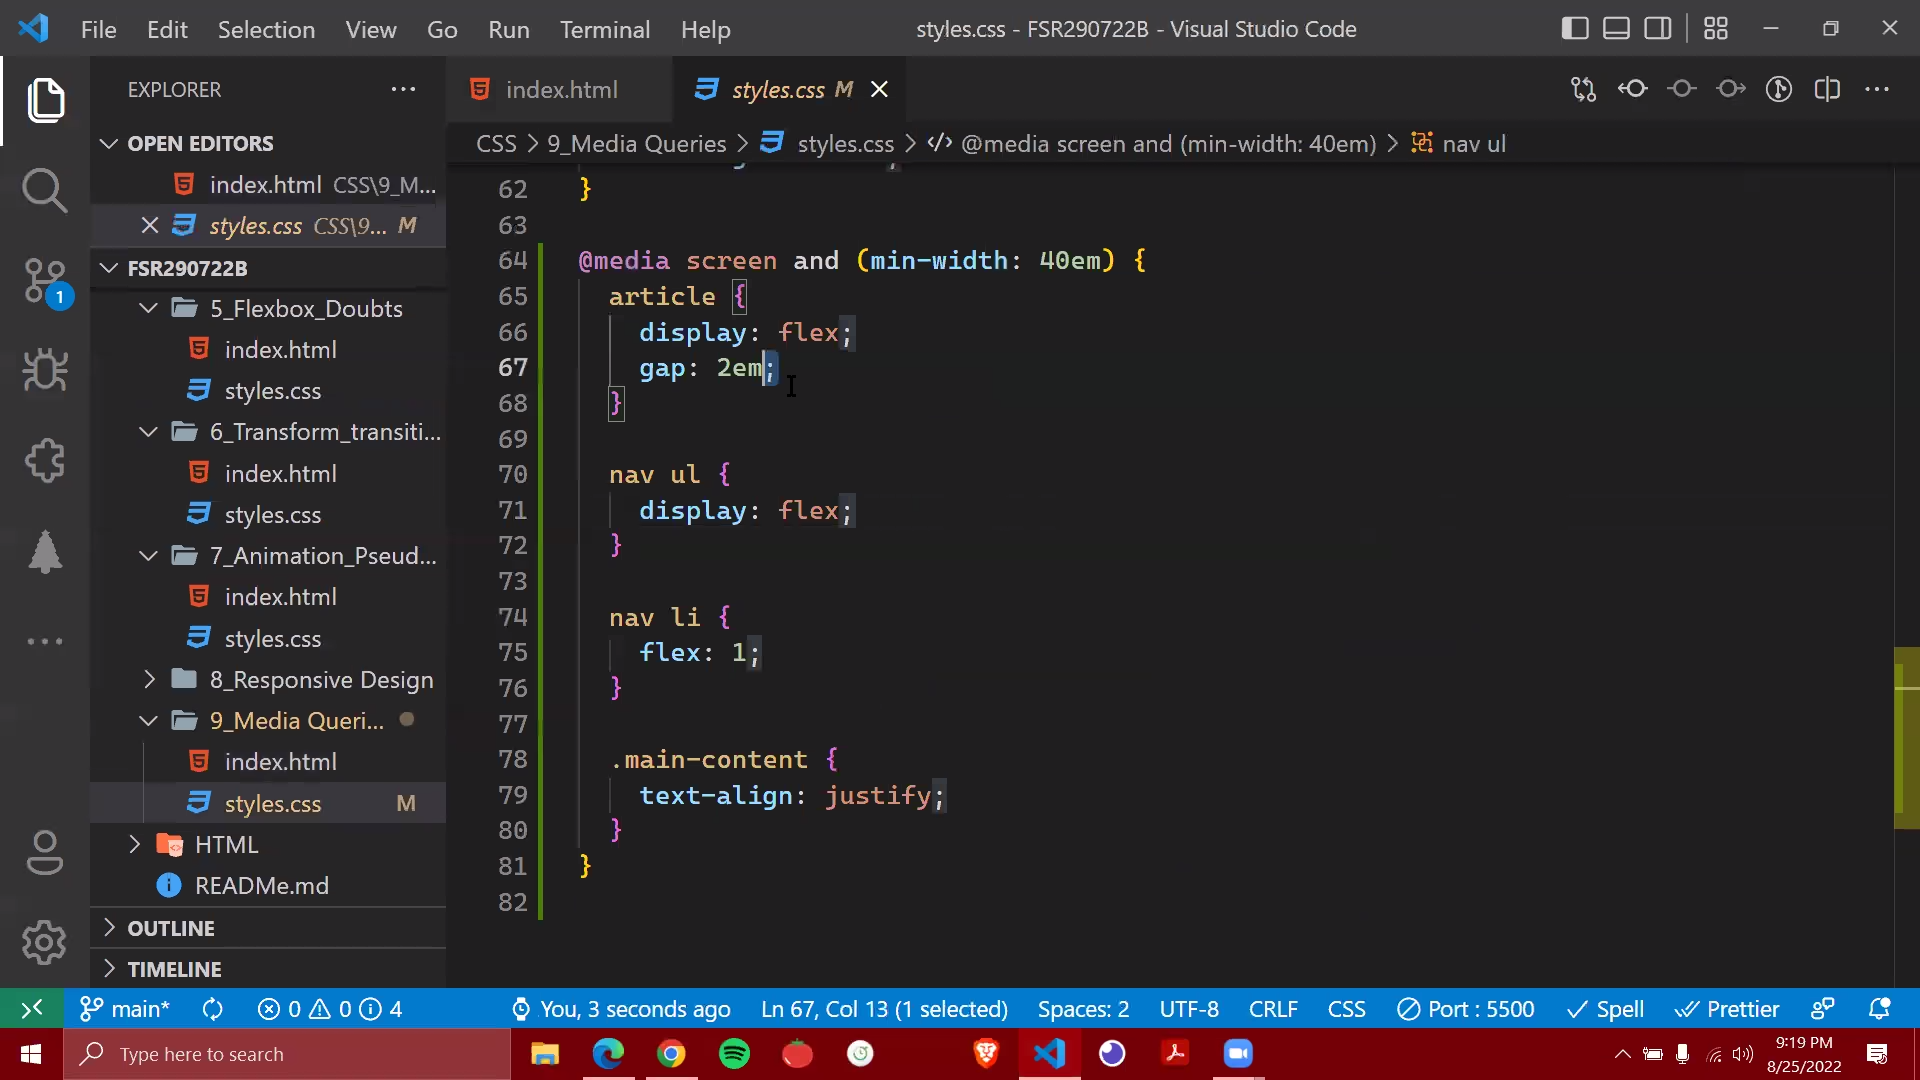 File Edit Selection View Go Run Terminal Help
styles.css - FSR290722B - Visual Studio Code
EXPLORER
OPEN EDITORS
index.html CSS\9_M...
styles.css CSS\9... M
FSR290722B
5_Flexbox_Doubts
index.html
styles.css
6_Transform_transiti...
index.html
styles.css
7_Animation_Pseud...
index.html
styles.css
8_Responsive Design
9_Media Queri...
index.html
styles.css M
HTML
READMe.md
OUTLINE
TIMELINE
index.html
styles.css M
CSS > 9_Media Queries > styles.css > @media screen and (min-width: 40em) > nav ul
62 }
63
64 @media screen and (min-width: 40em) {
65 article {
66 display: flex;
67 gap: 2em;
68 }
69
70 nav ul {
71 display: flex;
72 }
73
74 nav li {
75 flex: 1;
76 }
77
78 .main-content {
79 text-align: justify;
80 }
81 }
82
1
main* 0 0 4 You, 3 seconds ago Ln 67, Col 13 (1 selected) Spaces: 2 UTF-8 CRLF CSS Port : 5500 Spell Prettier
Type here to search
9:19 PM
8/25/2022